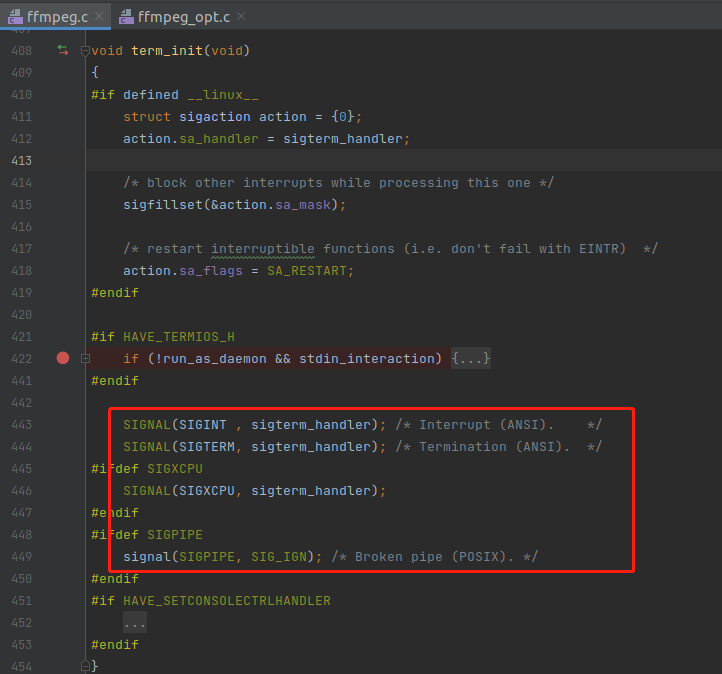 ffmpeg.c ffmpeg_opt.c
408 void term_init(void)
409 {
410 #if defined __linux__
411 struct sigaction action = {0};
412 action.sa_handler = sigterm_handler;
413
414 /* block other interrupts while processing this one */
415 sigfillset(&action.sa_mask);
416
417 /* restart interruptible functions (i.e. don't fail with EINTR)  */
418 action.sa_flags = SA_RESTART;
419 #endif
420
421 #if HAVE_TERMIOS_H
422 if (!run_as_daemon && stdin_interaction) {...}
441 #endif
442
443 SIGNAL(SIGINT , sigterm_handler); /* Interrupt (ANSI).    */
444 SIGNAL(SIGTERM, sigterm_handler); /* Termination (ANSI).  */
445 #ifdef SIGXCPU
446 SIGNAL(SIGXCPU, sigterm_handler);
447 #endif
448 #ifdef SIGPIPE
449 signal(SIGPIPE, SIG_IGN); /* Broken pipe (POSIX). */
450 #endif
451 #if HAVE_SETCONSOLECTRLHANDLER
452 ...
453 #endif
454 }